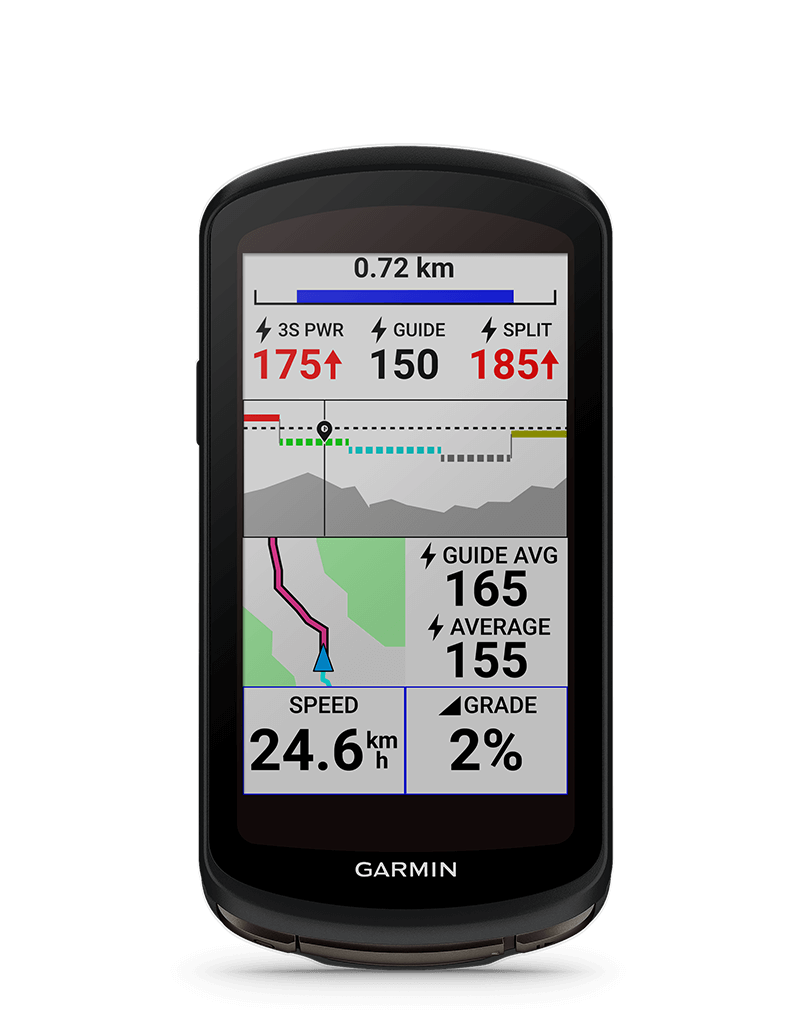 0.72 km
3S PWR GUIDE SPLIT
175 150 185
GUIDE AVG
165
AVERAGE
155
SPEED GRADE
24.6 km h 2%
GARMIN